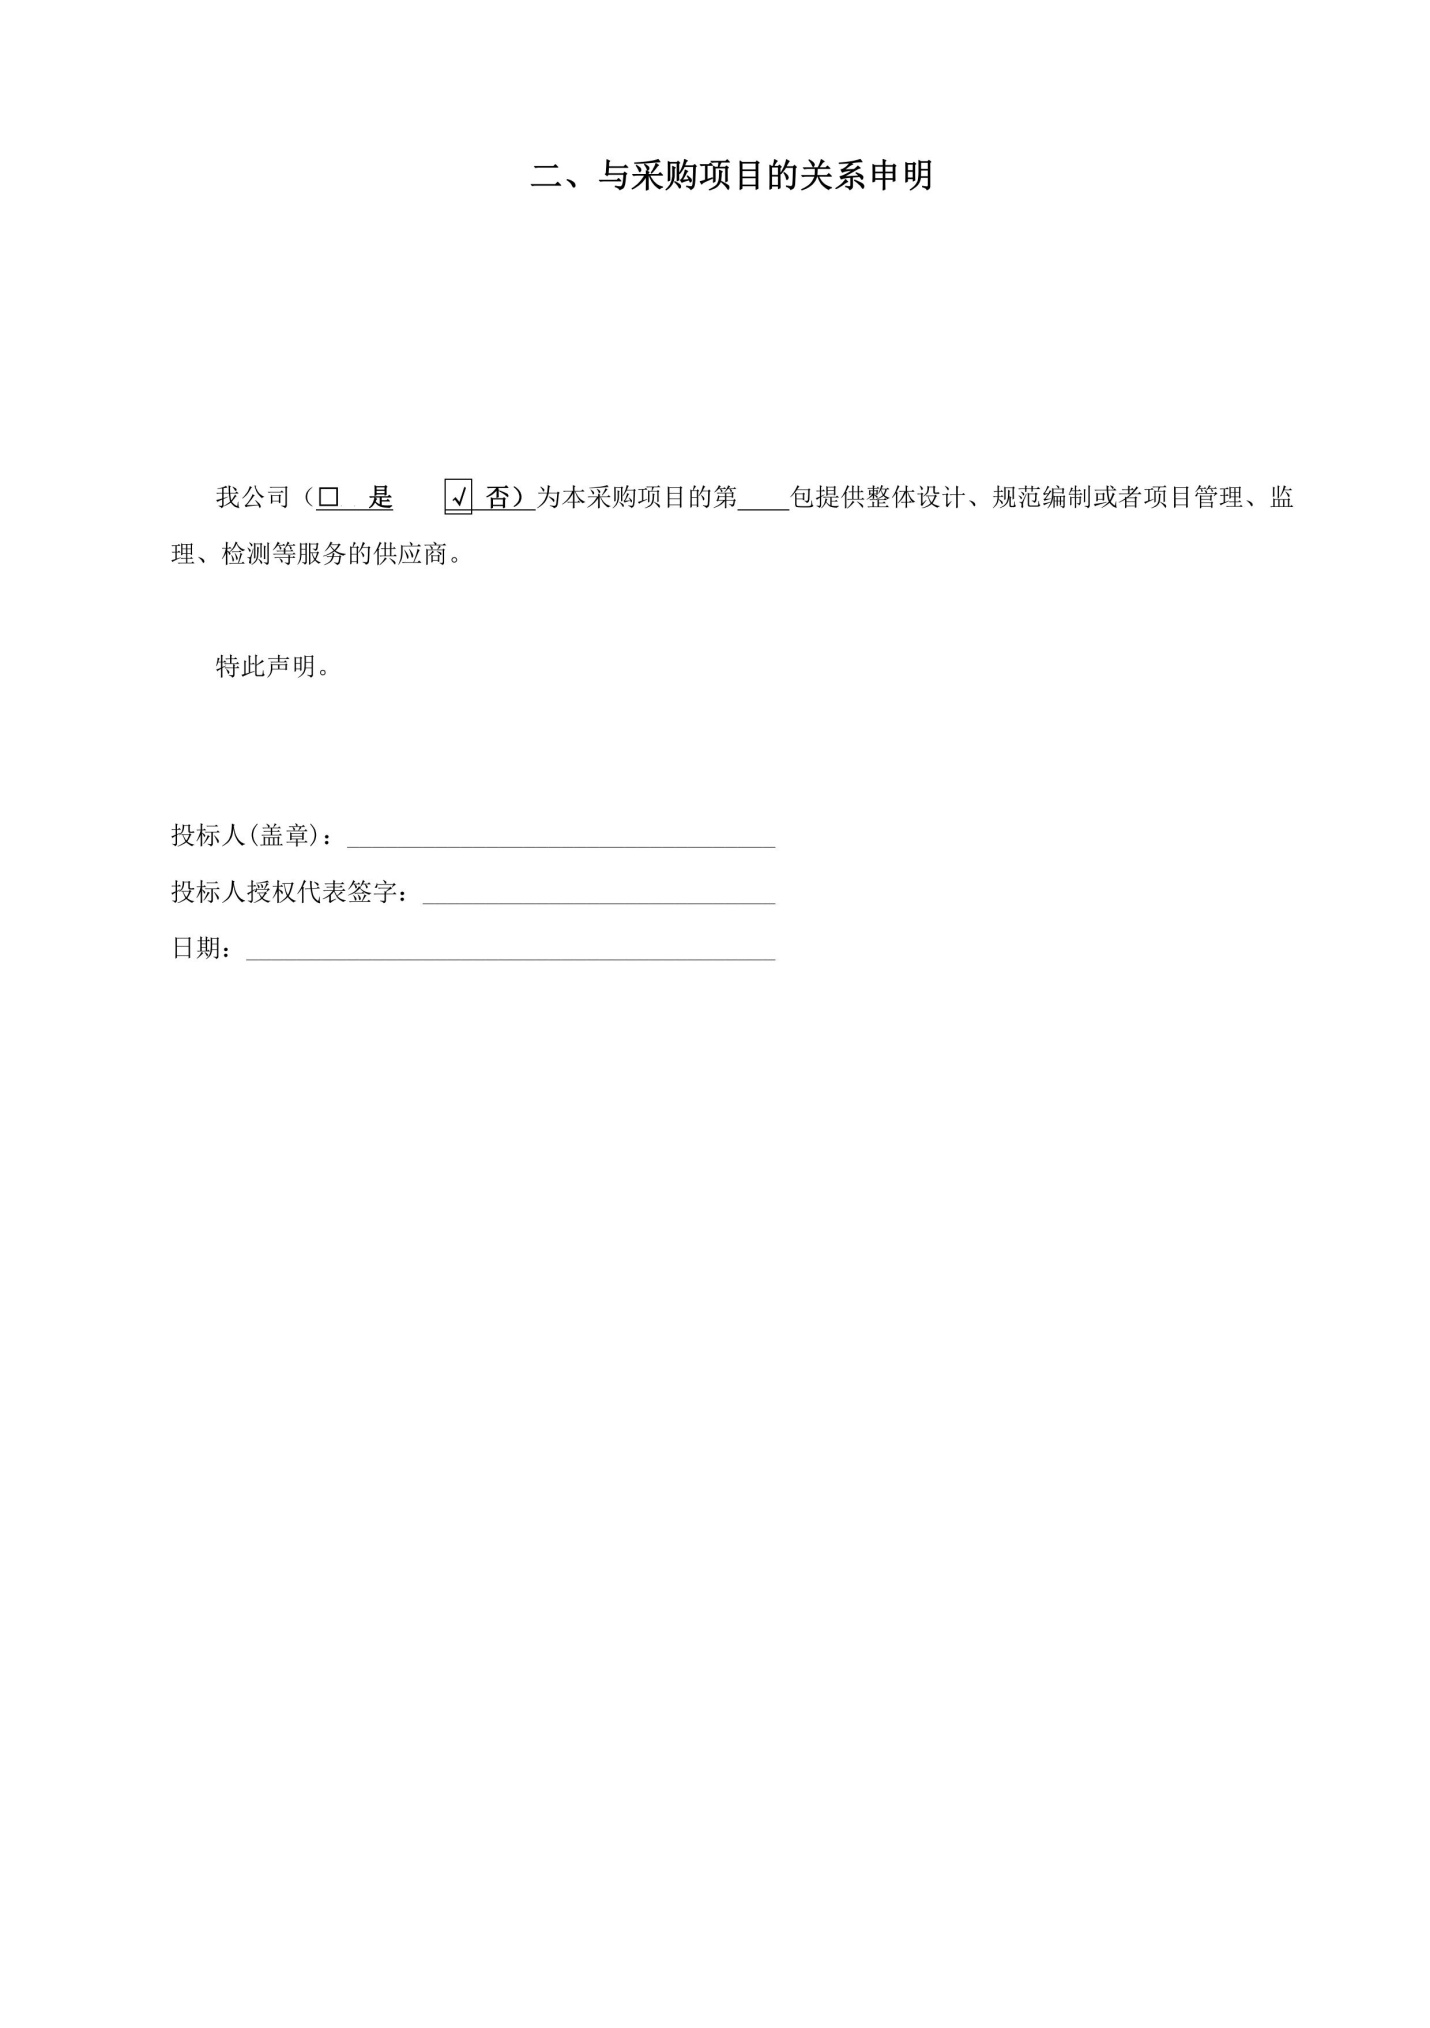 二、与采购项目的关系申明
我公司（□ 是 ☑ 否）为本采购项目的第____包提供整体设计、规范编制或者项目管理、监
理、检测等服务的供应商。
特此声明。
投标人(盖章)：__________________________________
投标人授权代表签字：____________________________
日期：__________________________________________